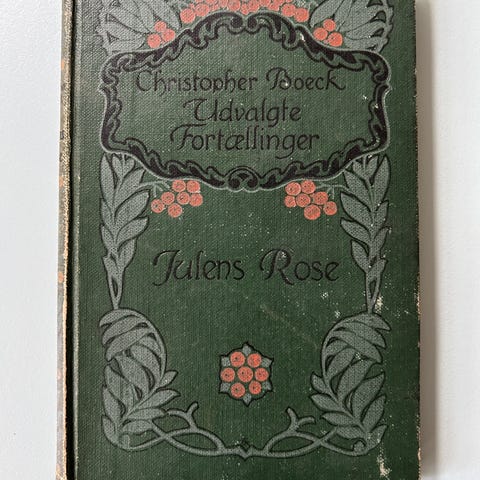 Christopher Boeck
Udvalgte
Fortællinger
Julens Rose